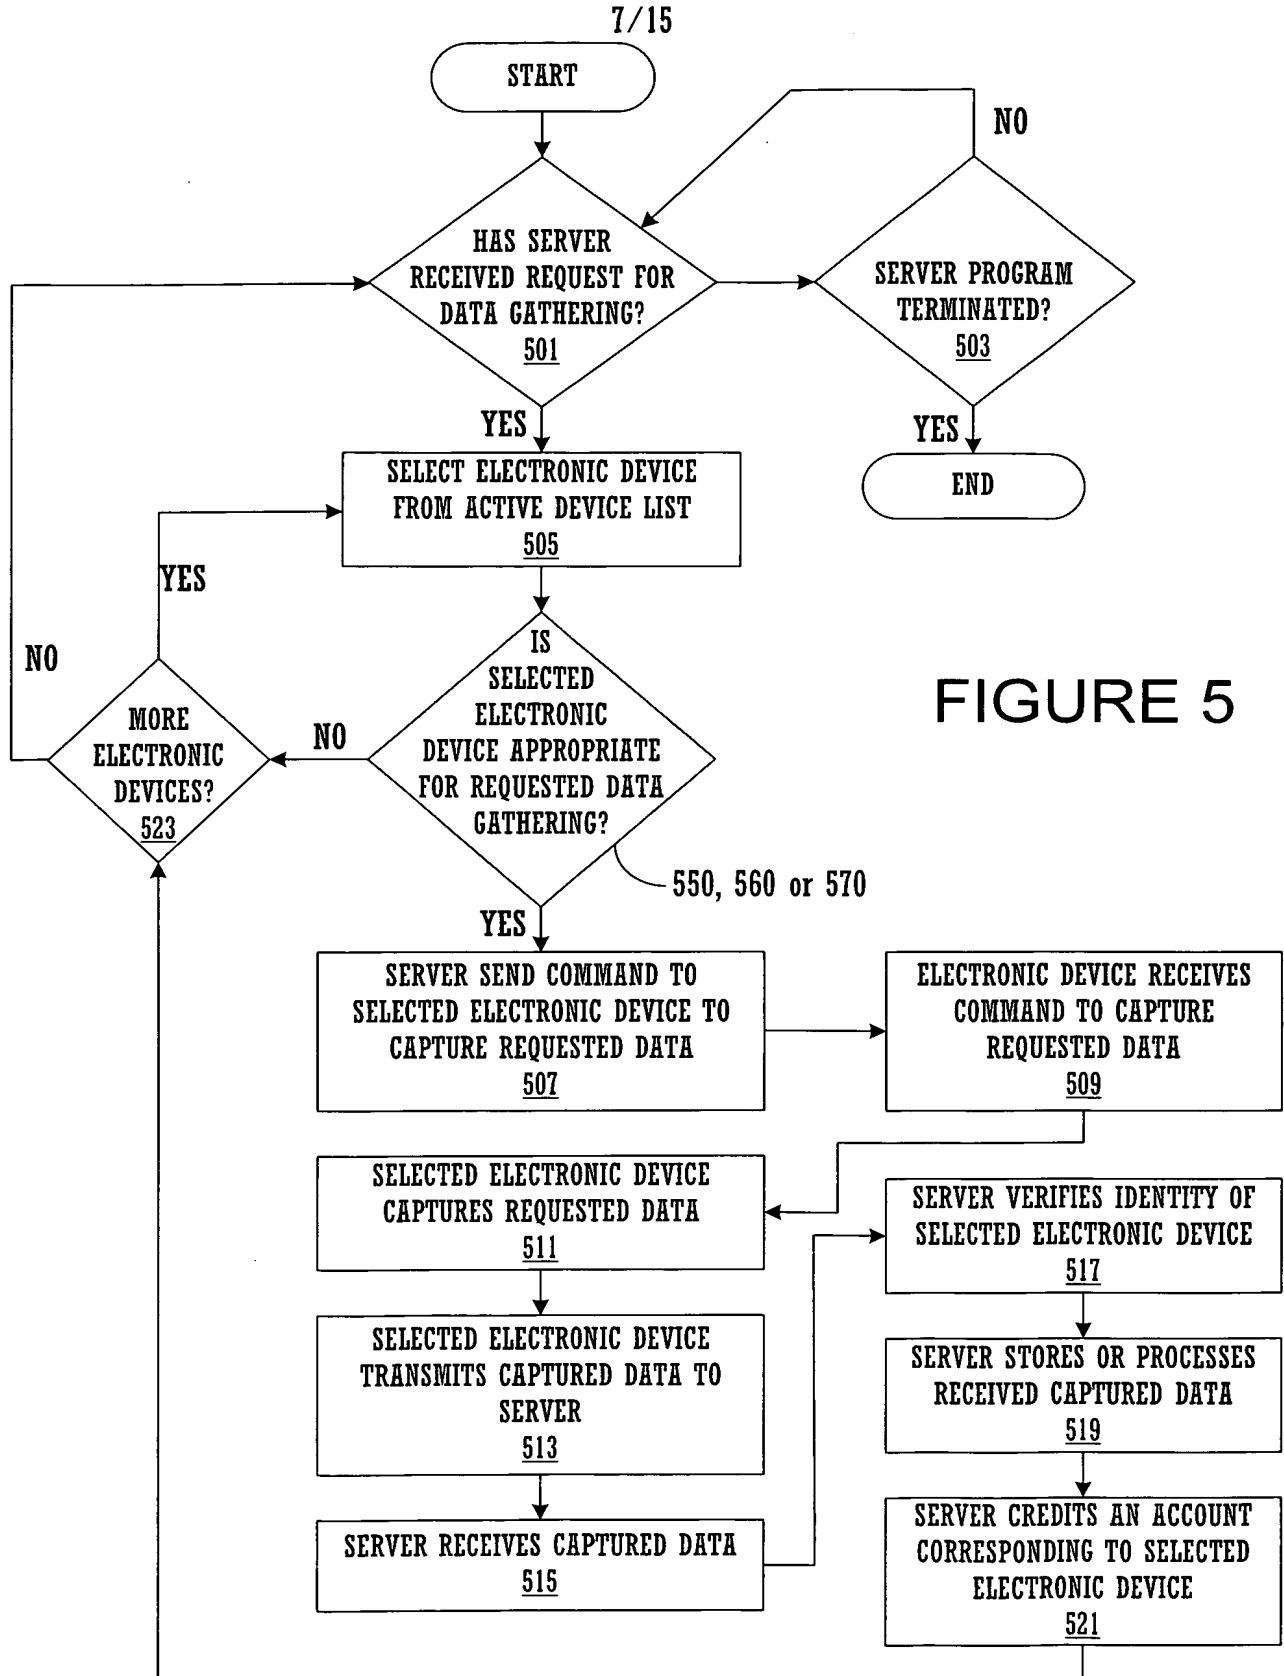 7/15
START
NO
HAS SERVER
RECEIVED REQUEST FOR
DATA GATHERING?
501
SERVER PROGRAM
TERMINATED?
503
YES
YES
SELECT ELECTRONIC DEVICE
FROM ACTIVE DEVICE LIST
505
END
YES
NO
IS
SELECTED
ELECTRONIC
DEVICE APPROPRIATE
FOR REQUESTED DATA
GATHERING?
FIGURE 5
MORE
ELECTRONIC
DEVICES?
523
NO
550, 560 or 570
YES
SERVER SEND COMMAND TO
SELECTED ELECTRONIC DEVICE TO
CAPTURE REQUESTED DATA
507
ELECTRONIC DEVICE RECEIVES
COMMAND TO CAPTURE
REQUESTED DATA
509
SELECTED ELECTRONIC DEVICE
CAPTURES REQUESTED DATA
511
SELECTED ELECTRONIC DEVICE
TRANSMITS CAPTURED DATA TO
SERVER
513
SERVER RECEIVES CAPTURED DATA
515
SERVER VERIFIES IDENTITY OF
SELECTED ELECTRONIC DEVICE
517
SERVER STORES OR PROCESSES
RECEIVED CAPTURED DATA
519
SERVER CREDITS AN ACCOUNT
CORRESPONDING TO SELECTED
ELECTRONIC DEVICE
521